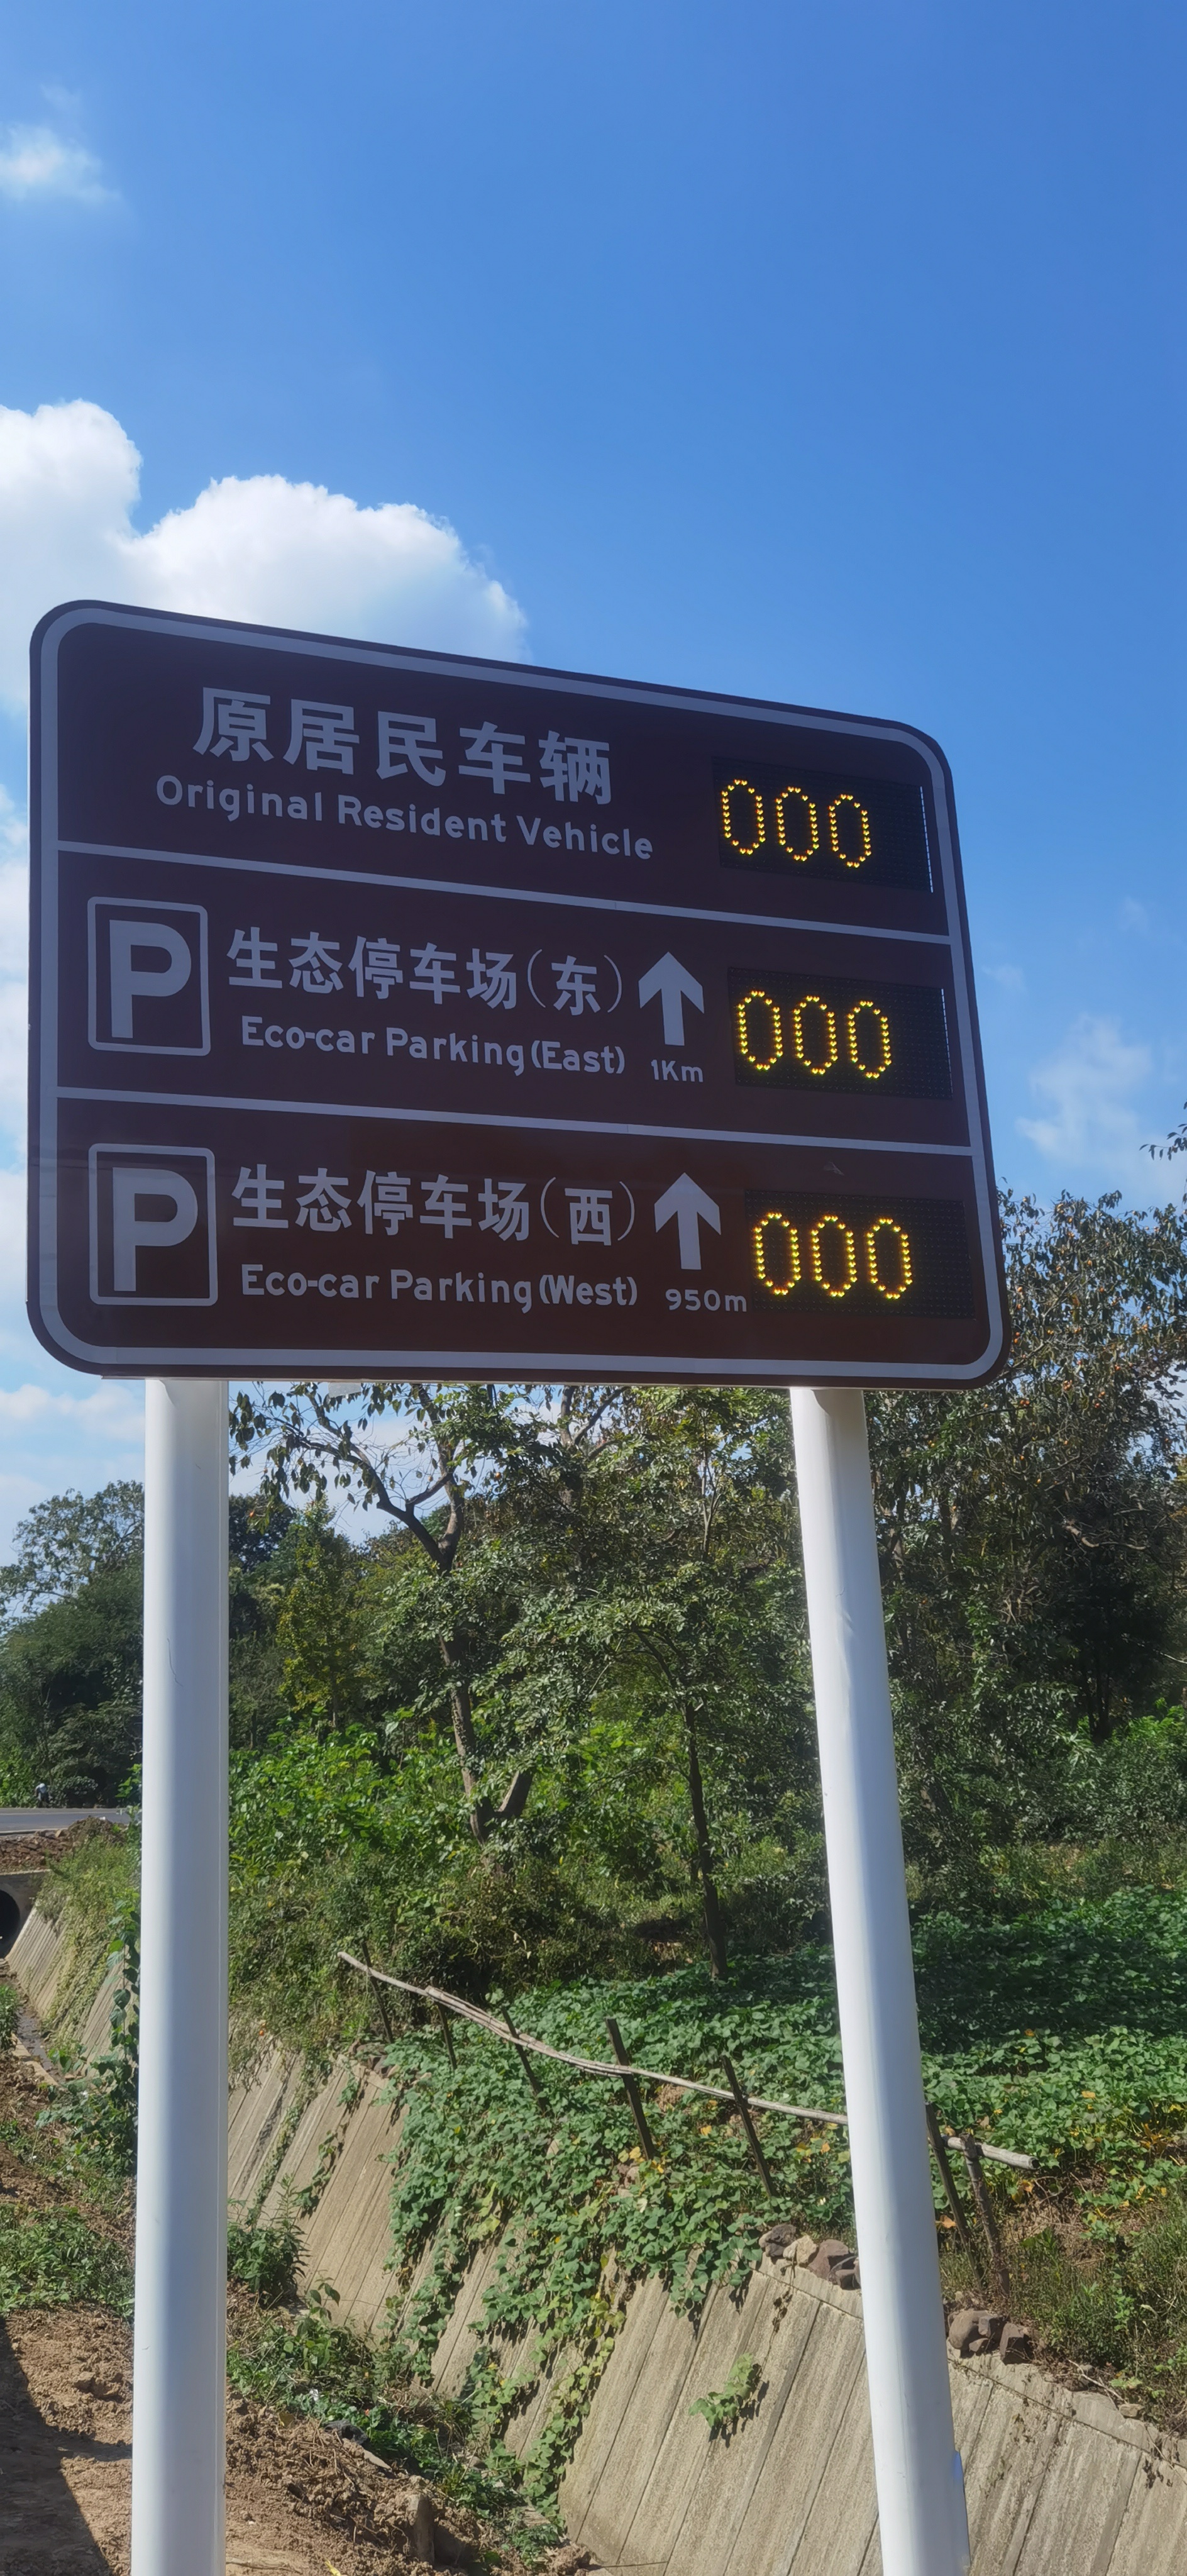 原居民车辆
Original Resident Vehicle
000
P
生态停车场（东）
Eco-car Parking(East)
1Km
000
P
生态停车场（西）
Eco-car Parking(West)
950m
000